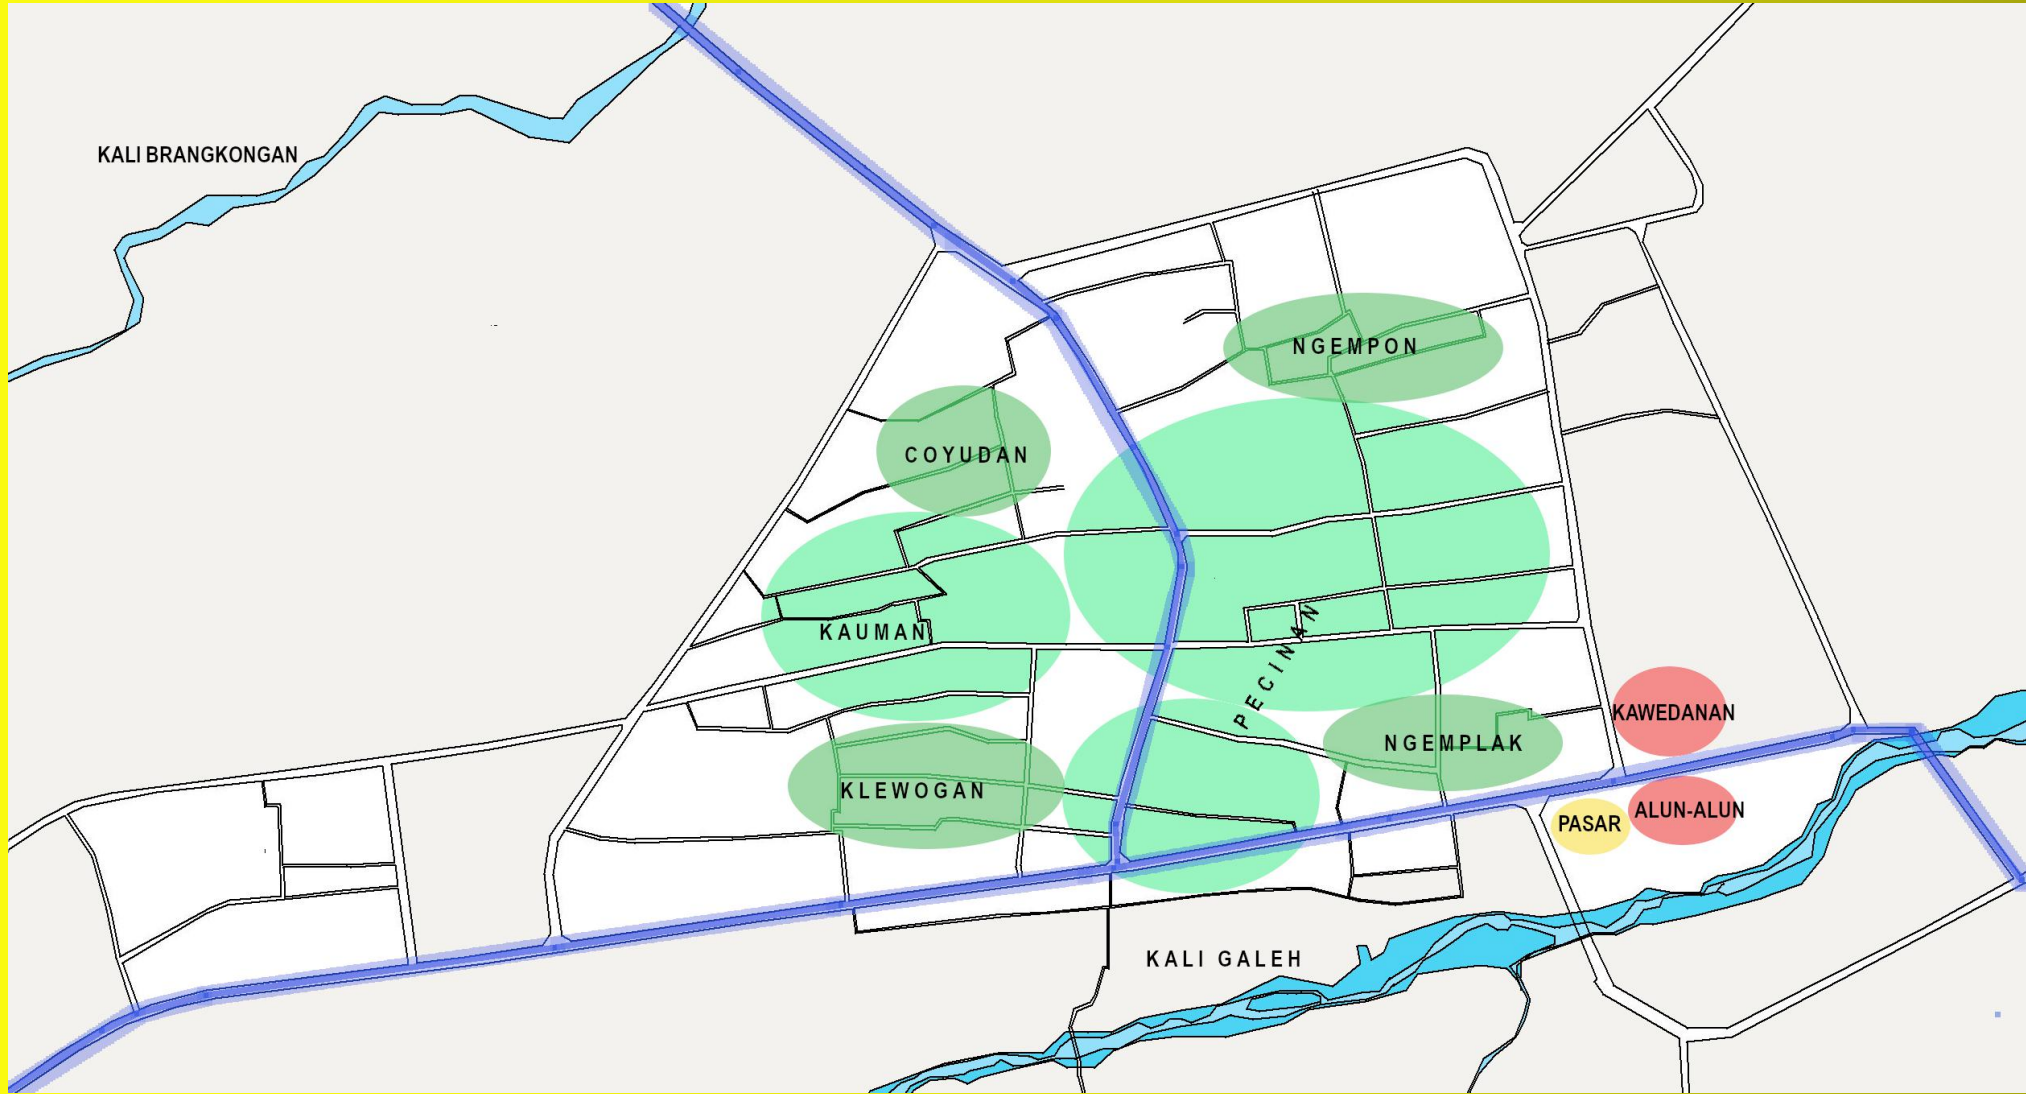 KALI BRANGKONGAN
NGEMPON
COYUDAN
KAUMAN
PECINAN
KAWEDANAN
NGEMPLAK
KLEWOGAN
ALUN-ALUN
PASAR
KALI GALEH